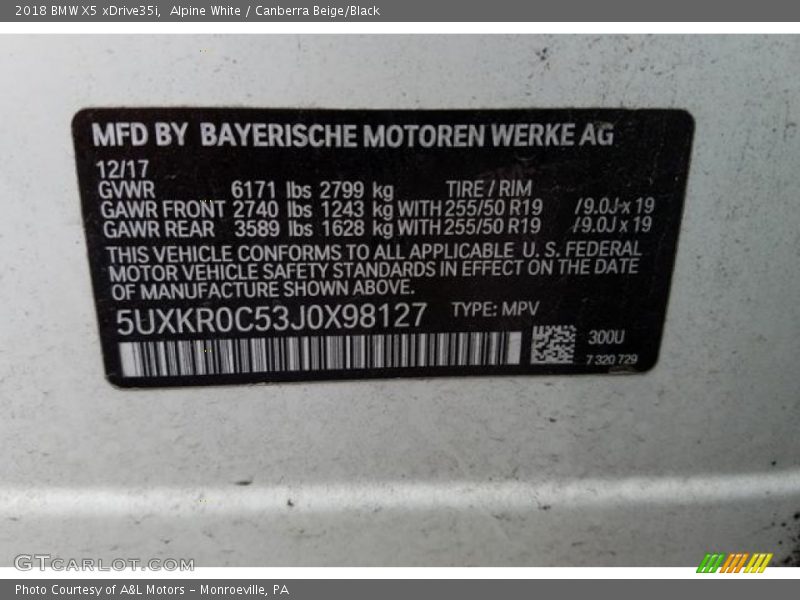 2018 BMW X5 xDrive35i,  Alpine White / Canberra Beige/Black
MFD BY BAYERISCHE MOTOREN WERKE AG
12/17
GVWR 6171 lbs 2799 kg TIRE / RIM
GAWR FRONT 2740 lbs 1243 kg WITH 255/50 R19 /9.0J x 19
GAWR REAR 3589 lbs 1628 kg WITH 255/50 R19 /9.0J x 19
THIS VEHICLE CONFORMS TO ALL APPLICABLE U. S. FEDERAL
MOTOR VEHICLE SAFETY STANDARDS IN EFFECT ON THE DATE
OF MANUFACTURE SHOWN ABOVE.
5UXKR0C53J0X98127 TYPE: MPV
300U
7 320 729
GTCarLot.com
Photo Courtesy of A&L Motors – Monroeville, PA